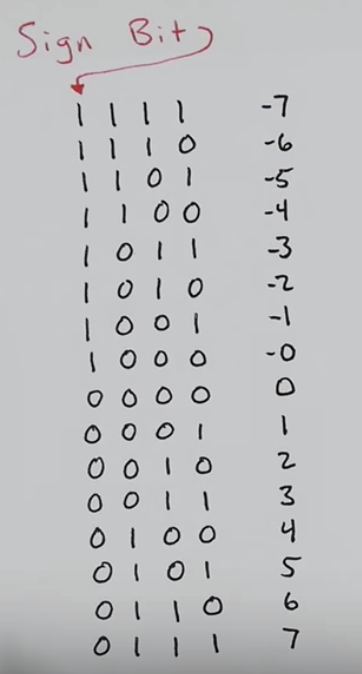 Sign Bit
1 1 1 1 -7
1 1 1 0 -6
1 1 0 1 -5
1 1 0 0 -4
1 0 1 1 -3
1 0 1 0 -2
1 0 0 1 -1
1 0 0 0 -0
0 0 0 0 0
0 0 0 1 1
0 0 1 0 2
0 0 1 1 3
0 1 0 0 4
0 1 0 1 5
0 1 1 0 6
0 1 1 1 7